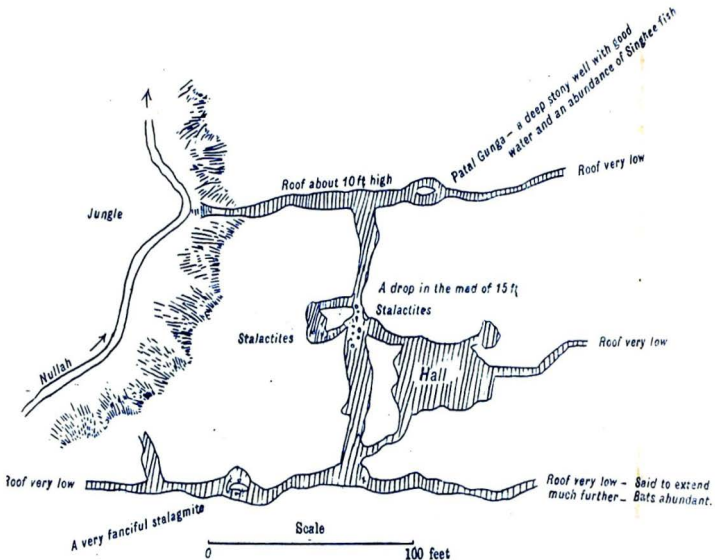 Patal Gunga - a deep stony well with good
water and an abundance of Singhee fish
Roof very low
Roof about 10 ft high
Jungle
A drop in the mad of 15 ft
Stalactites
Stalactites
Roof very low
Nullah
Hall
Roof very low
Roof very low - Said to extend
much further - Bats abundant.
A very fanciful stalagmite
Scale
0 100 feet